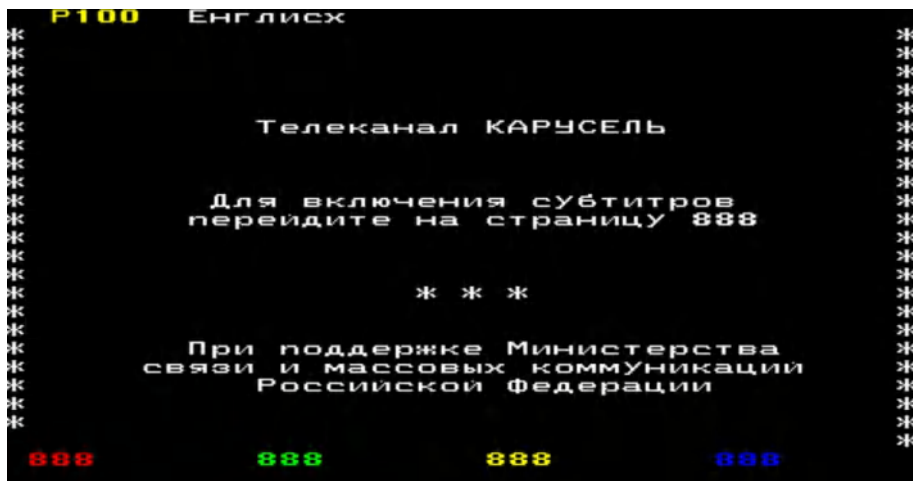 P100 Енглисх
Телеканал КАРУСЕЛЬ
Для включения субтитров
перейдите на страницу 888
* * *
При поддержке Министерства
связи и массовых коммуникаций
Российской Федерации
888 888 888 888